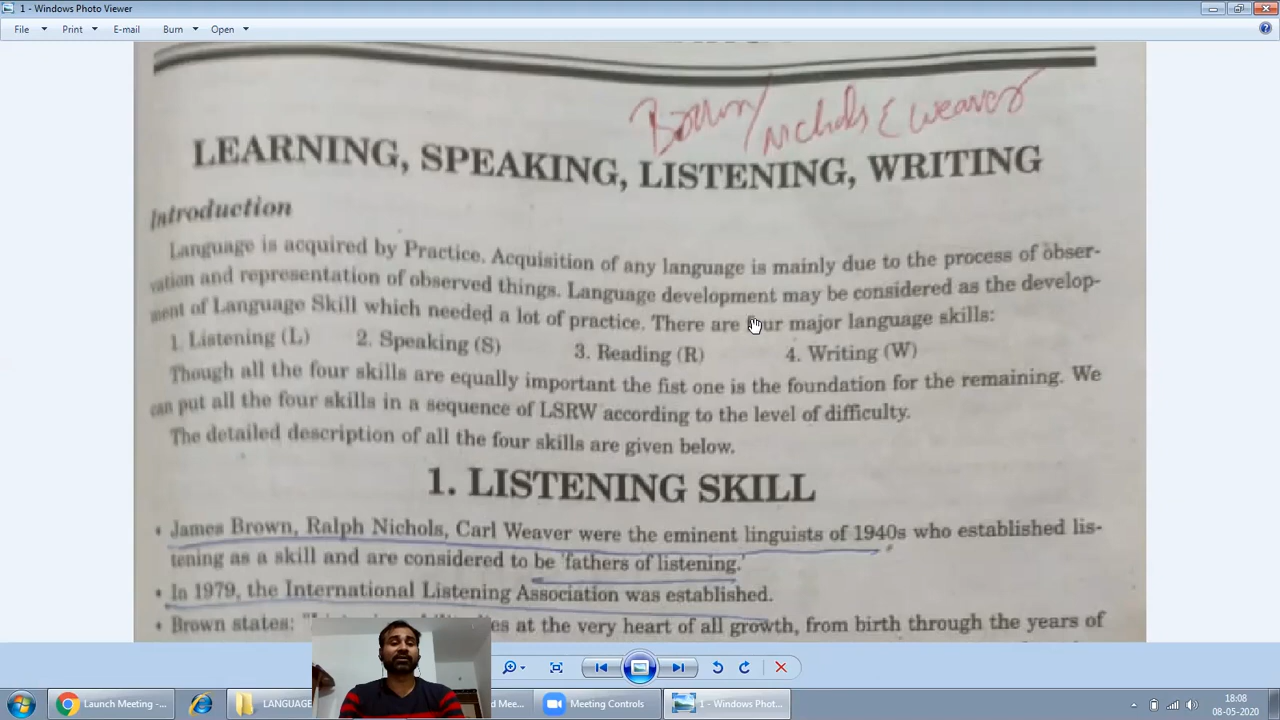 1 - Windows Photo Viewer
File Print E-mail Burn Open
Brown/ Nichols & weaver
LEARNING, SPEAKING, LISTENING, WRITING
Introduction
Language is acquired by Practice. Acquisition of any language is mainly due to the process of obser-
vation and representation of observed things. Language development may be considered as the develop-
ment of Language Skill which needed a lot of practice. There are four major language skills:
1. Listening (L) 2. Speaking (S) 3. Reading (R) 4. Writing (W)
Though all the four skills are equally important the fist one is the foundation for the remaining. We
can put all the four skills in a sequence of LSRW according to the level of difficulty.
The detailed description of all the four skills are given below.
1. LISTENING SKILL
• James Brown, Ralph Nichols, Carl Weaver were the eminent linguists of 1940s who established lis-
tening as a skill and are considered to be 'fathers of listening.'
• In 1979, the International Listening Association was established.
• Brown states: at the very heart of all growth, from birth through the years of
Launch Meeting -... LANGUAGE Mee... Meeting Controls 1 - Windows Phot...
18:08
08-05-2020